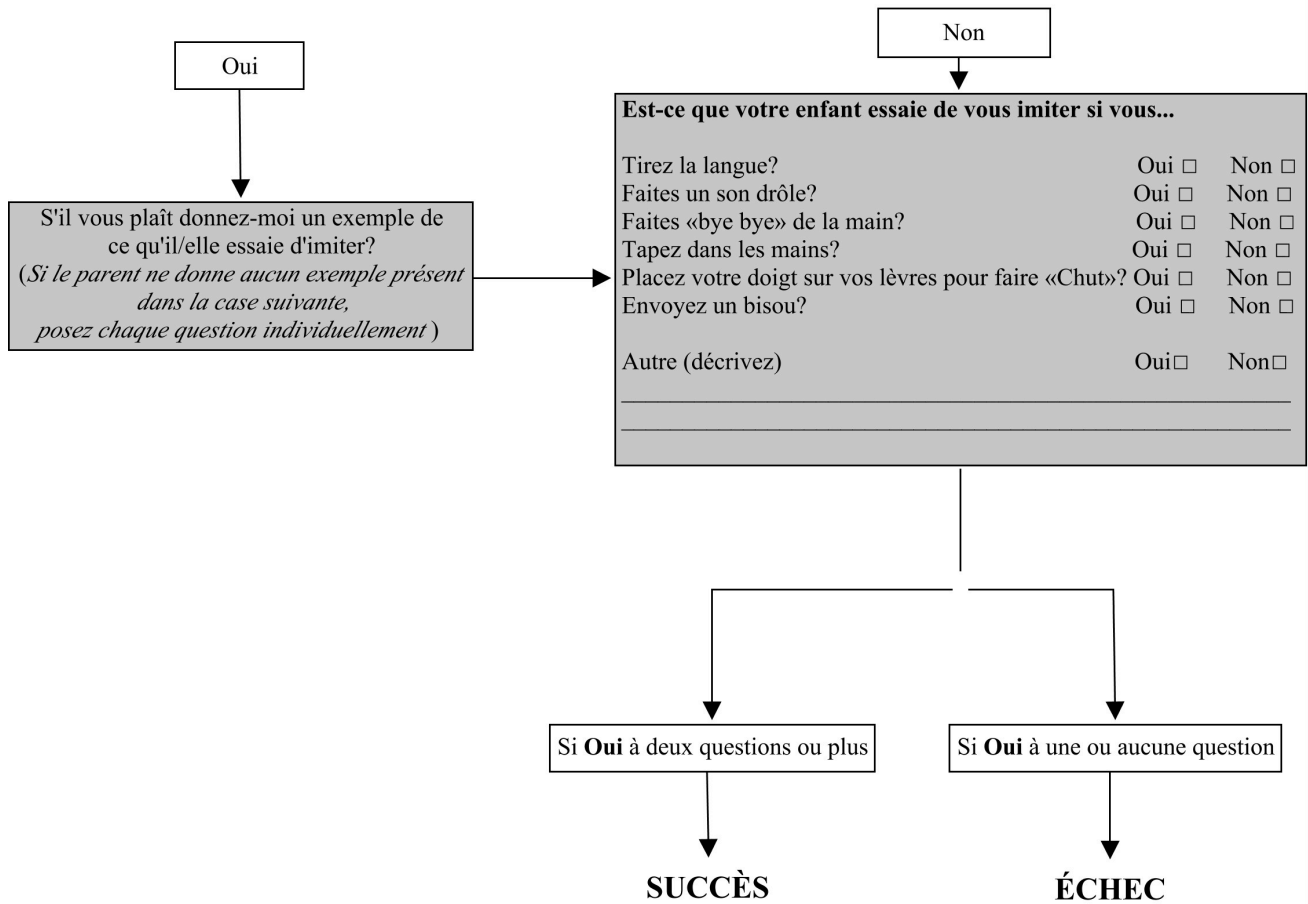 Oui
S'il vous plaît donnez-moi un exemple de
ce qu'il/elle essaie d'imiter?
(Si le parent ne donne aucun exemple présent
dans la case suivante,
posez chaque question individuellement )
Non
Est-ce que votre enfant essaie de vous imiter si vous...
Tirez la langue? Oui □ Non □
Faites un son drôle? Oui □ Non □
Faites «bye bye» de la main? Oui □ Non □
Tapez dans les mains? Oui □ Non □
Placez votre doigt sur vos lèvres pour faire «Chut»? Oui □ Non □
Envoyez un bisou? Oui □ Non □
Autre (décrivez) Oui□ Non□
Si Oui à deux questions ou plus
Si Oui à une ou aucune question
SUCCÈS
ÉCHEC